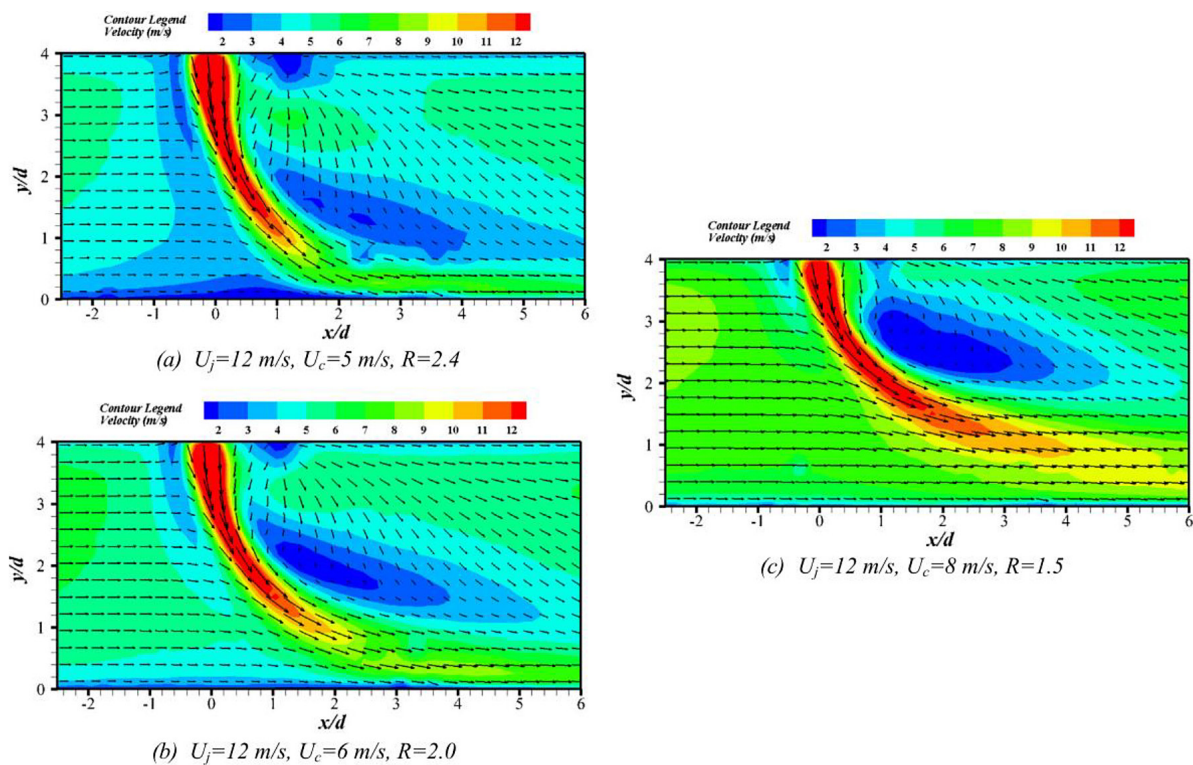 Contour Legend
Velocity (m/s)
2 3 4 5 6 7 8 9 10 11 12
4
3
2
1
0
y/d
-2 -1 0 1 2 3 4 5 6
x/d
(a) Uj=12 m/s, Uc=5 m/s, R=2.4
Contour Legend
Velocity (m/s)
2 3 4 5 6 7 8 9 10 11 12
4
3
2
1
0
y/d
-2 -1 0 1 2 3 4 5 6
x/d
(b) Uj=12 m/s, Uc=6 m/s, R=2.0
Contour Legend
Velocity (m/s)
2 3 4 5 6 7 8 9 10 11 12
4
3
2
1
0
y/d
-2 -1 0 1 2 3 4 5 6
x/d
(c) Uj=12 m/s, Uc=8 m/s, R=1.5